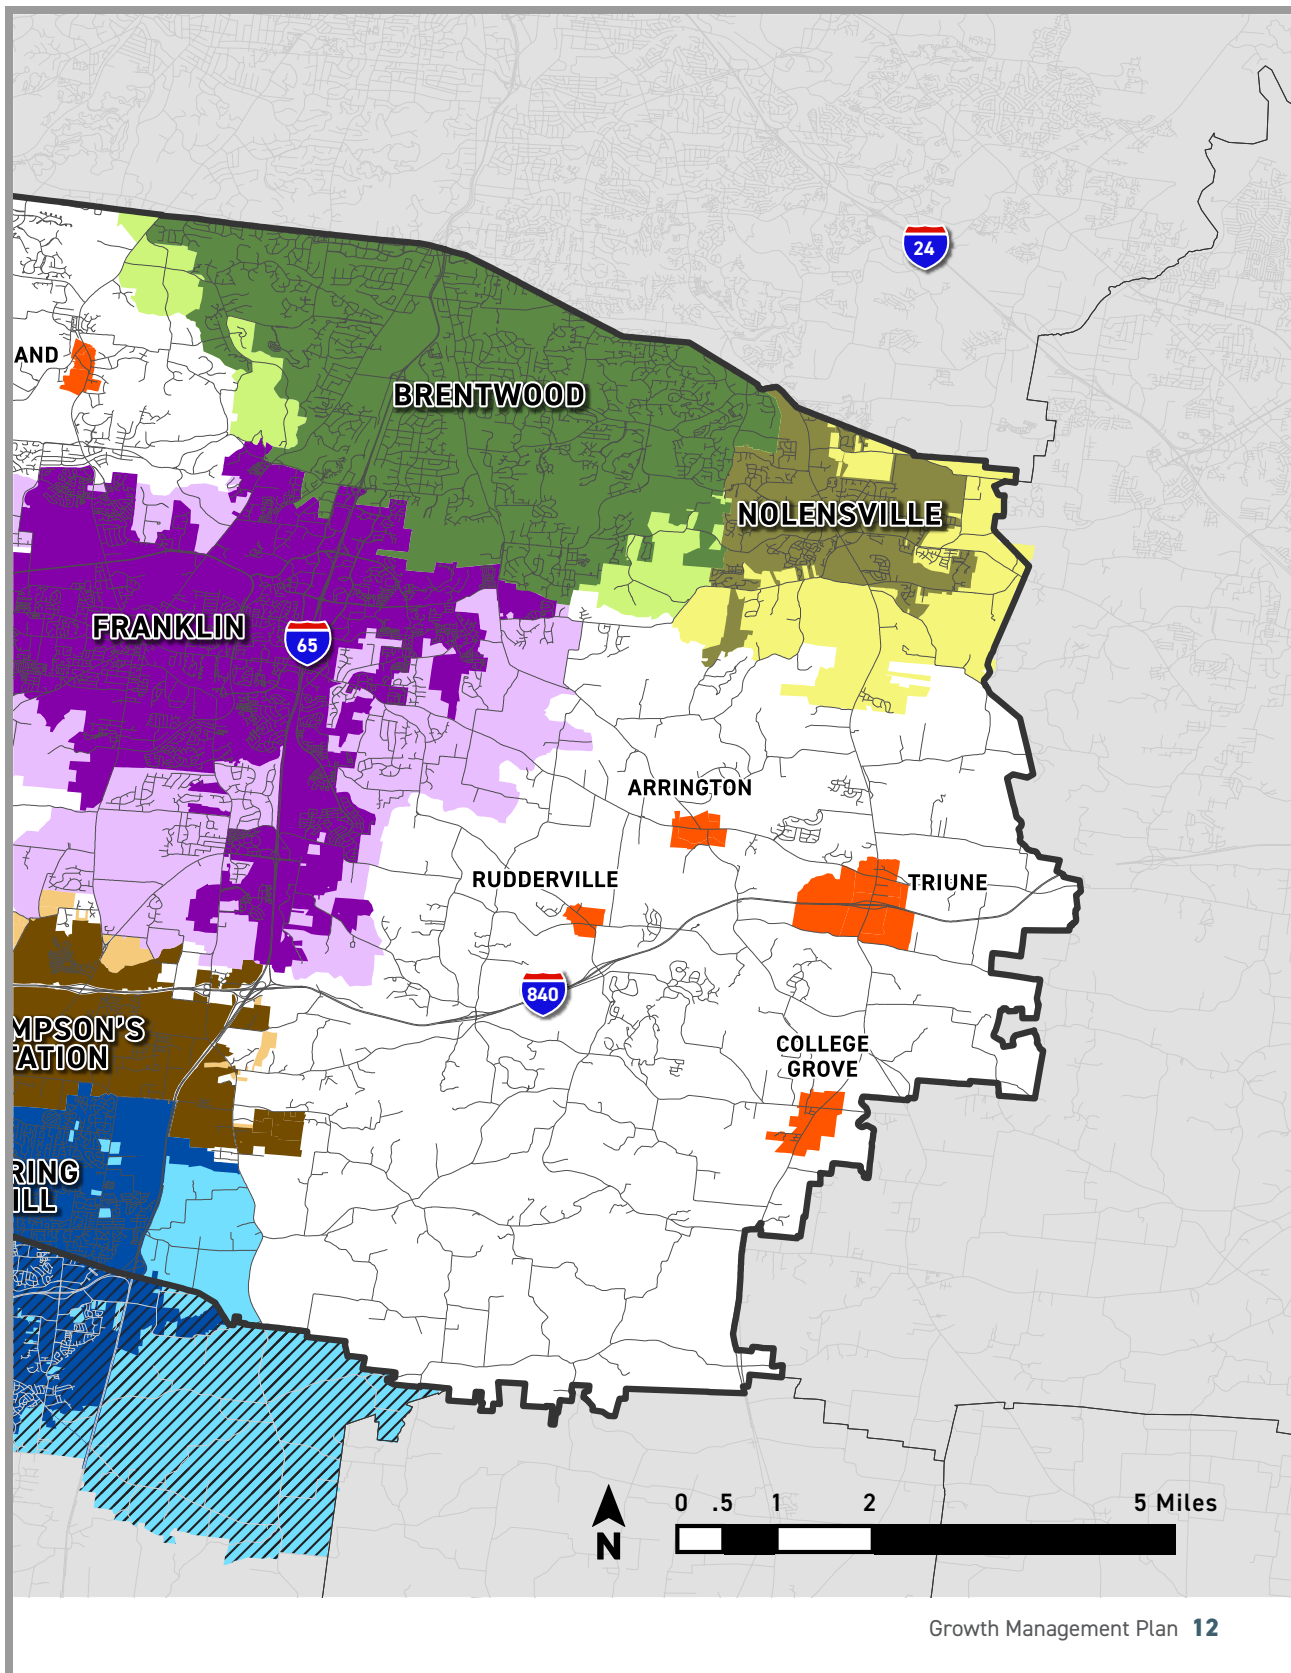 24
AND
BRENTWOOD
NOLENSVILLE
FRANKLIN
65
ARRINGTON
RUDDERVILLE
TRIUNE
840
MPSON'S
TATION
COLLEGE
GROVE
RING
ILL
0 .5 1 2 5 Miles
N
Growth Management Plan 12